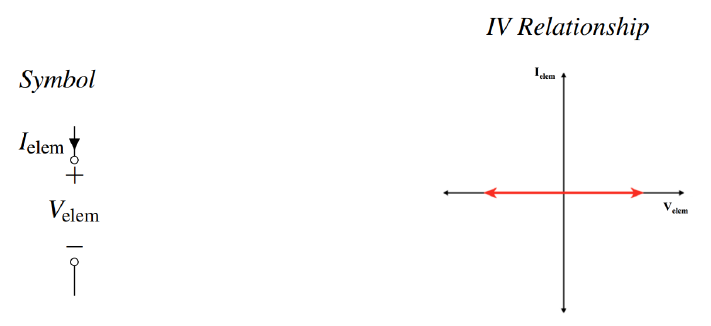 IV Relationship
Symbol
I_elem
+
V_elem
−
I_elem
V_elem